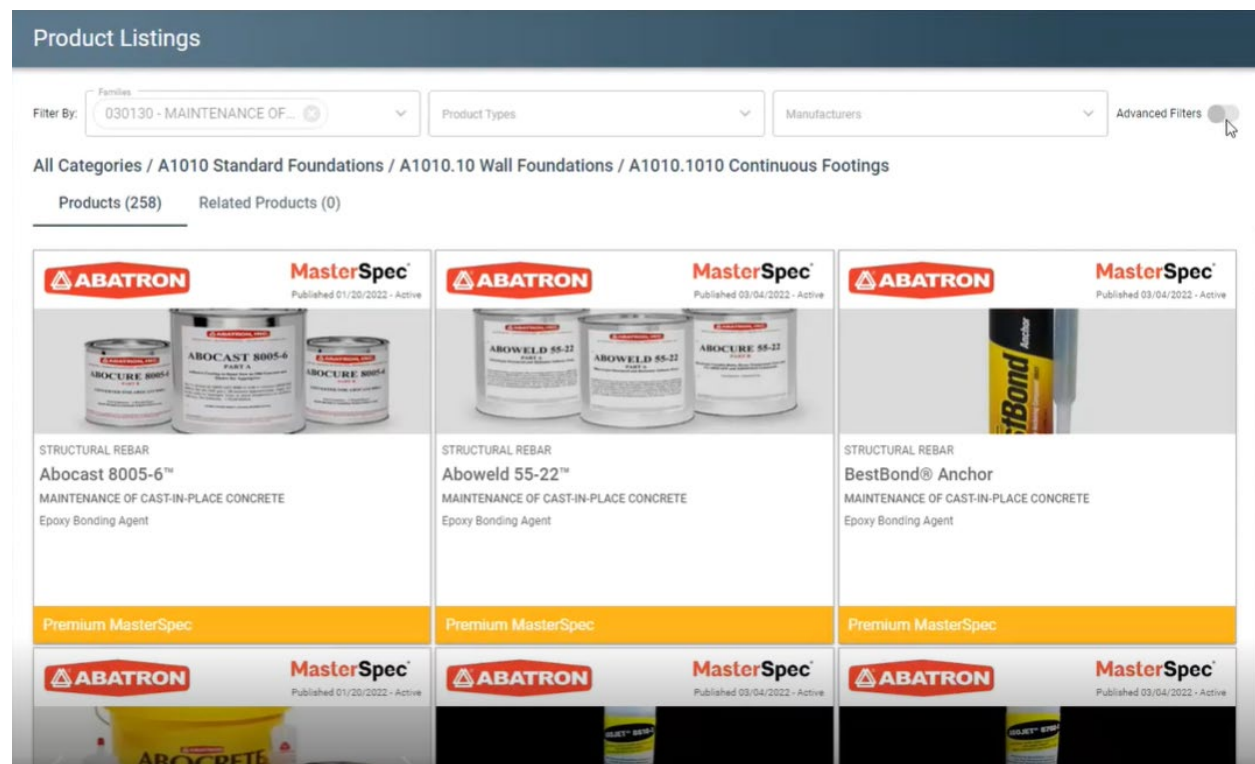 Product Listings
Families
Filter By:
030130 - MAINTENANCE OF...
Product Types
Manufacturers
Advanced Filters
All Categories / A1010 Standard Foundations / A1010.10 Wall Foundations / A1010.1010 Continuous Footings
Products (258)
Related Products (0)
ABATRON
MasterSpec
Published 01/20/2022 - Active
ABOCURE 8005-6
ABOCAST 8005-6
PART A
ABOCURE 8005-6
STRUCTURAL REBAR
Abocast 8005-6™
MAINTENANCE OF CAST-IN-PLACE CONCRETE
Epoxy Bonding Agent
Premium MasterSpec
ABATRON
MasterSpec
Published 03/04/2022 - Active
ABOWELD 55-22
PART A
ABOWELD 55-22
PART A
ABOCURE 55-22
STRUCTURAL REBAR
Aboweld 55-22™
MAINTENANCE OF CAST-IN-PLACE CONCRETE
Epoxy Bonding Agent
Premium MasterSpec
ABATRON
MasterSpec
Published 03/04/2022 - Active
Anchor
STRUCTURAL REBAR
BestBond® Anchor
MAINTENANCE OF CAST-IN-PLACE CONCRETE
Epoxy Bonding Agent
Premium MasterSpec
ABATRON
MasterSpec
Published 01/20/2022 - Active
ABOCRETE
ABATRON
MasterSpec
Published 03/04/2022 - Active
ABATRON
MasterSpec
Published 03/04/2022 - Active